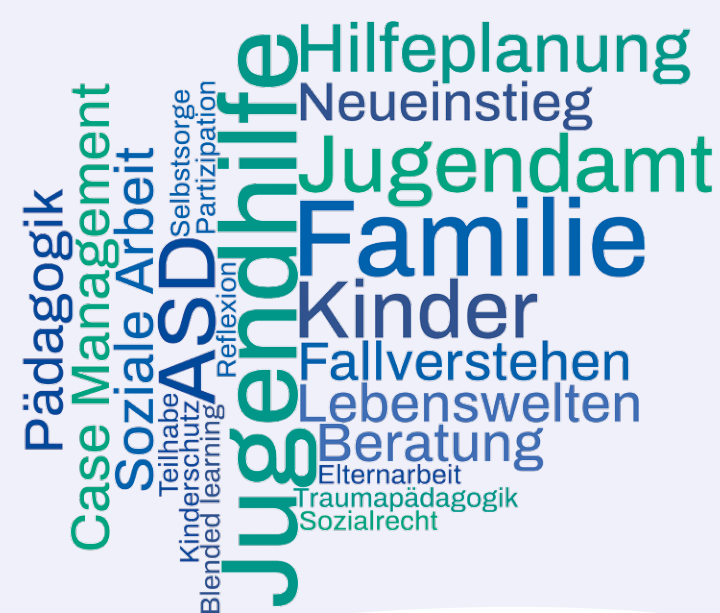 Pädagogik
Case Management
Soziale Arbeit
Teilhabe
ASD
Selbstsorge
Kinderschutz
Partizipation
Blended learning
Reflexion
Jugendhilfe
Hilfeplanung
Neueinstieg
Jugendamt
Familie
Kinder
Fallverstehen
Lebenswelten
Beratung
Elternarbeit
Traumapädagogik
Sozialrecht